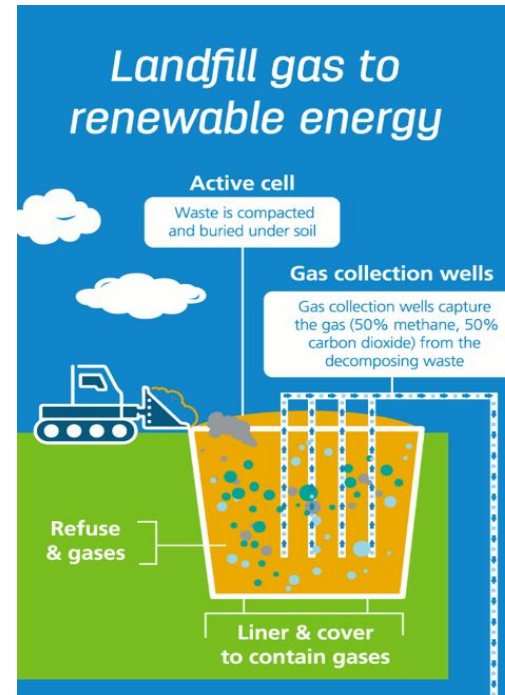 Landfill gas to
renewable energy
Active cell
Waste is compacted
and buried under soil
Gas collection wells
Gas collection wells capture
the gas (50% methane, 50%
carbon dioxide) from the
decomposing waste
Refuse
& gases
Liner & cover
to contain gases